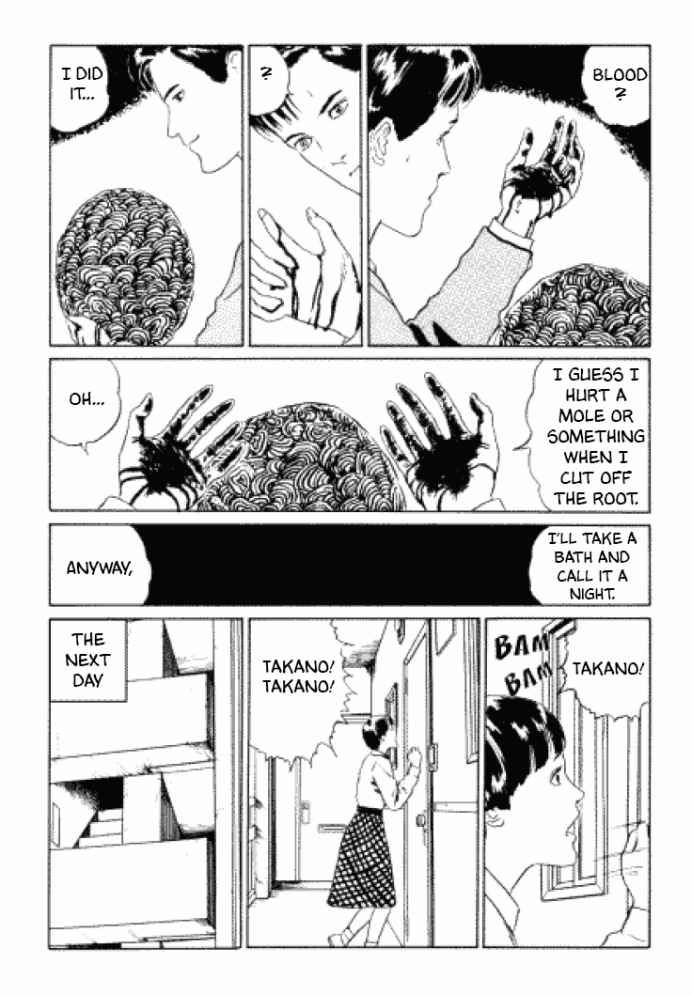 I DID
IT...
?
BLOOD
?
OH...
I GUESS I
HURT A
MOLE OR
SOMETHING
WHEN I
CUT OFF
THE ROOT.
ANYWAY,
I'LL TAKE A
BATH AND
CALL IT A
NIGHT.
THE
NEXT
DAY
TAKANO!
TAKANO!
BAM
BAM
TAKANO!